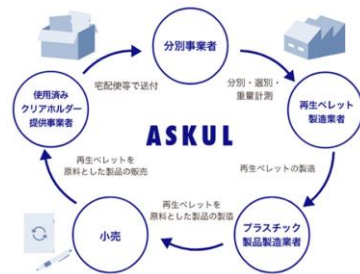 分別事業者
宅配便等で送付
分別・選別・
重量計測
使用済み
クリアホルダー
提供事業者
再生ペレット
製造業者
ASKUL
再生ペレットを
原料とした製品の販売
再生ペレットの製造
再生ペレットを
原料とした製品の製造
小売
プラスチック
製品製造業者